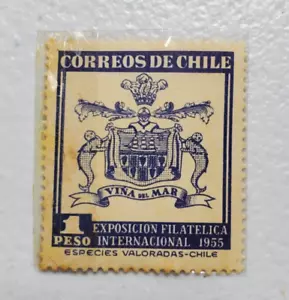 CORREOS DE CHILE
VIÑA DEL MAR
1 PESO
EXPOSICION FILATELICA
INTERNACIONAL 1955
ESPECIES VALORADAS-CHILE